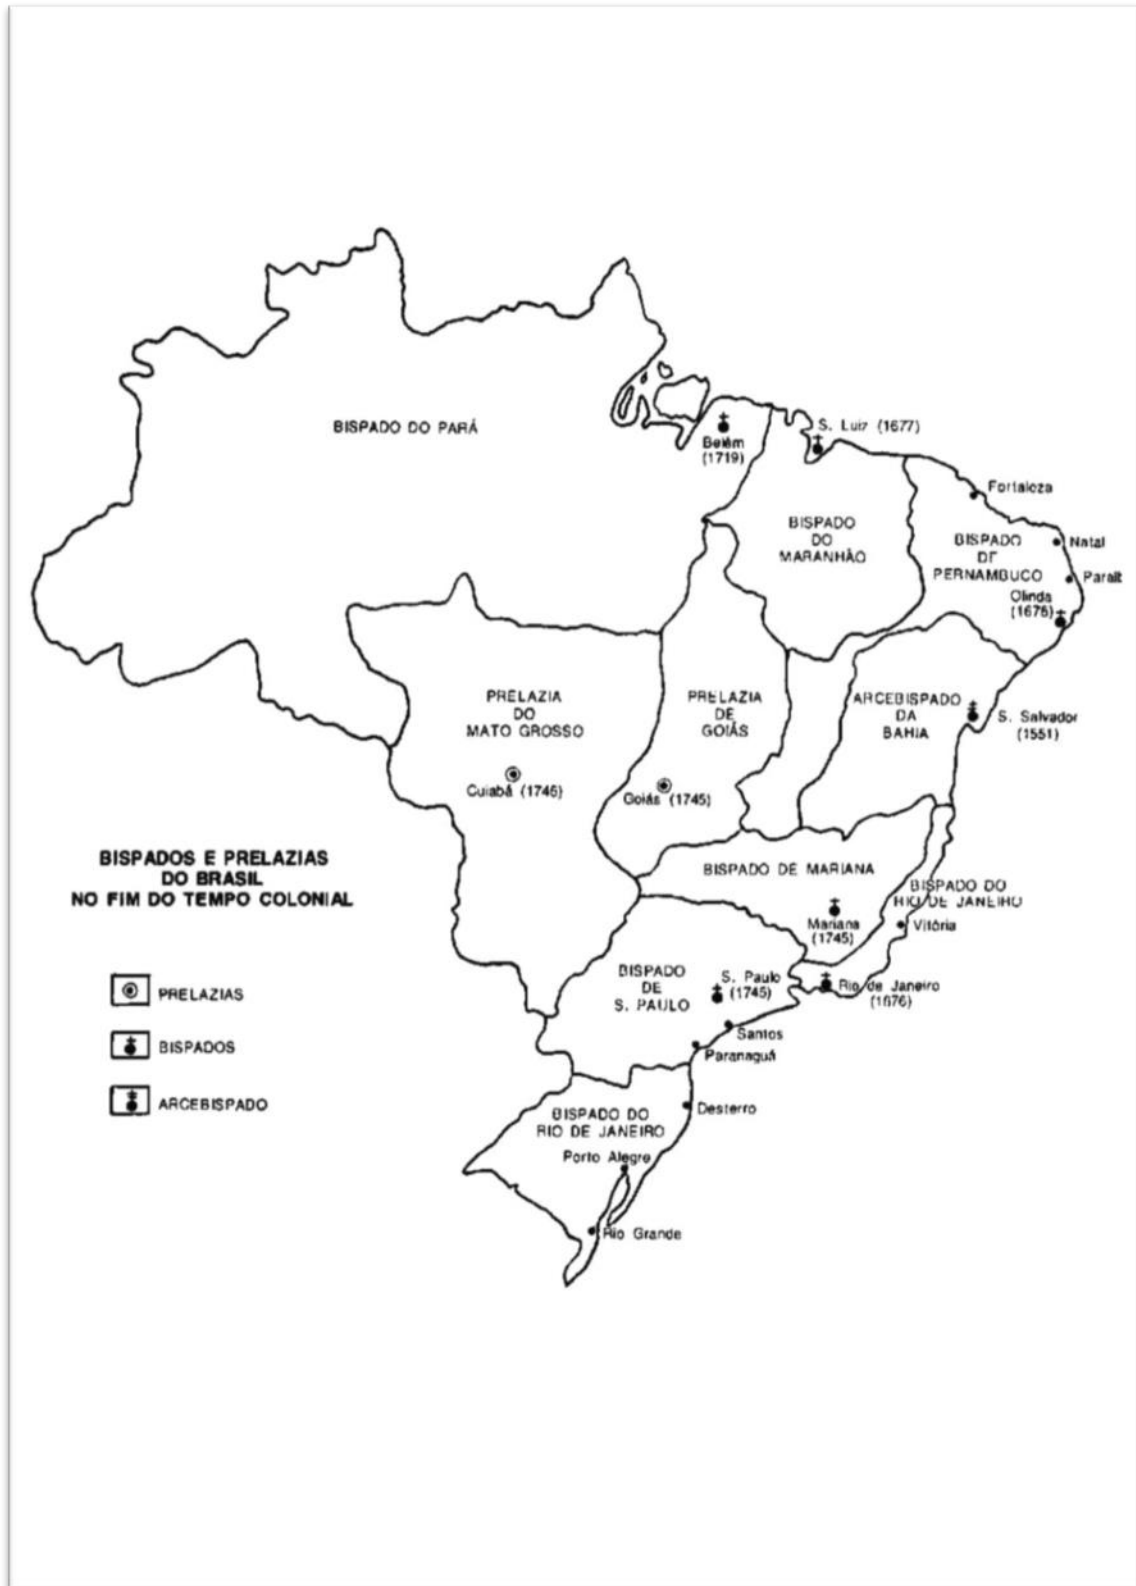 BISPADO DO PARÁ
Belém
(1719)
S. Luiz (1677)
Fortaleza
BISPADO
DO
MARANHÃO
BISPADO
DE
PERNAMBUCO
Natal
Paraíb
Olinda
(1676)
PRELAZIA
DO
MATO GROSSO
Cuiabá (1746)
PRELAZIA
DE
GOIÁS
Goiás (1745)
ARCEBISPADO
DA
BAHIA
S. Salvador
(1551)
BISPADOS E PRELAZIAS
DO BRASIL
NO FIM DO TEMPO COLONIAL
BISPADO DE MARIANA
Mariana
(1745)
BISPADO DO
RIO DE JANEIRO
Vitória
BISPADO
DE
S. PAULO
S. Paulo
(1745)
Rio de Janeiro
(1676)
Santos
Paranaguá
PRELAZIAS
BISPADOS
ARCEBISPADO
BISPADO DO
RIO DE JANEIRO
Desterro
Porto Alegre
Rio Grande